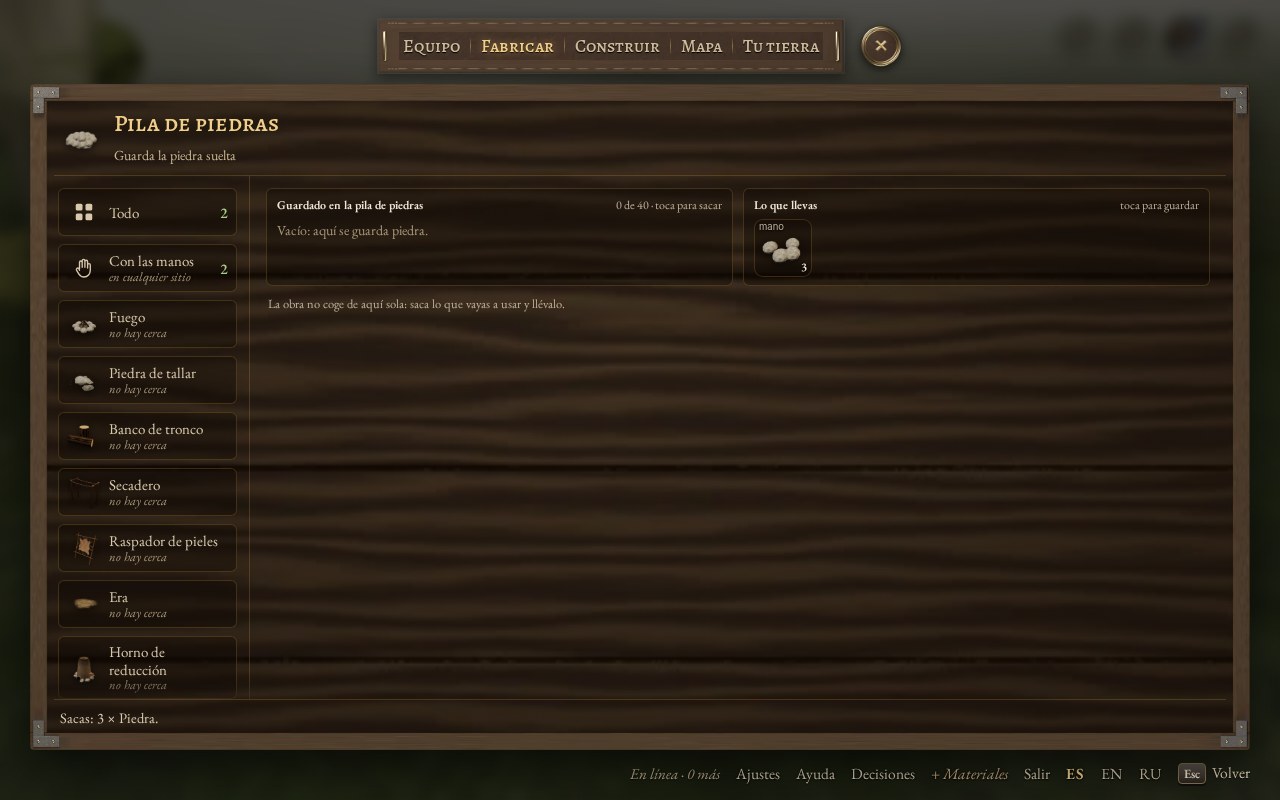 Equipo Fabricar Construir Mapa Tu tierra ×
Pila de piedras
Guarda la piedra suelta
Todo 2
Con las manos 2
en cualquier sitio
Fuego
no hay cerca
Piedra de tallar
no hay cerca
Banco de tronco
no hay cerca
Secadero
no hay cerca
Raspador de pieles
no hay cerca
Era
no hay cerca
Horno de
reducción
no hay cerca
Guardado en la pila de piedras 0 de 40 · toca para sacar
Vacío: aquí se guarda piedra.
Lo que llevas toca para guardar
mano
3
La obra no coge de aquí sola: saca lo que vayas a usar y llévalo.
Sacas: 3 × Piedra.
En línea · 0 más Ajustes Ayuda Decisiones + Materiales Salir ES EN RU Esc Volver